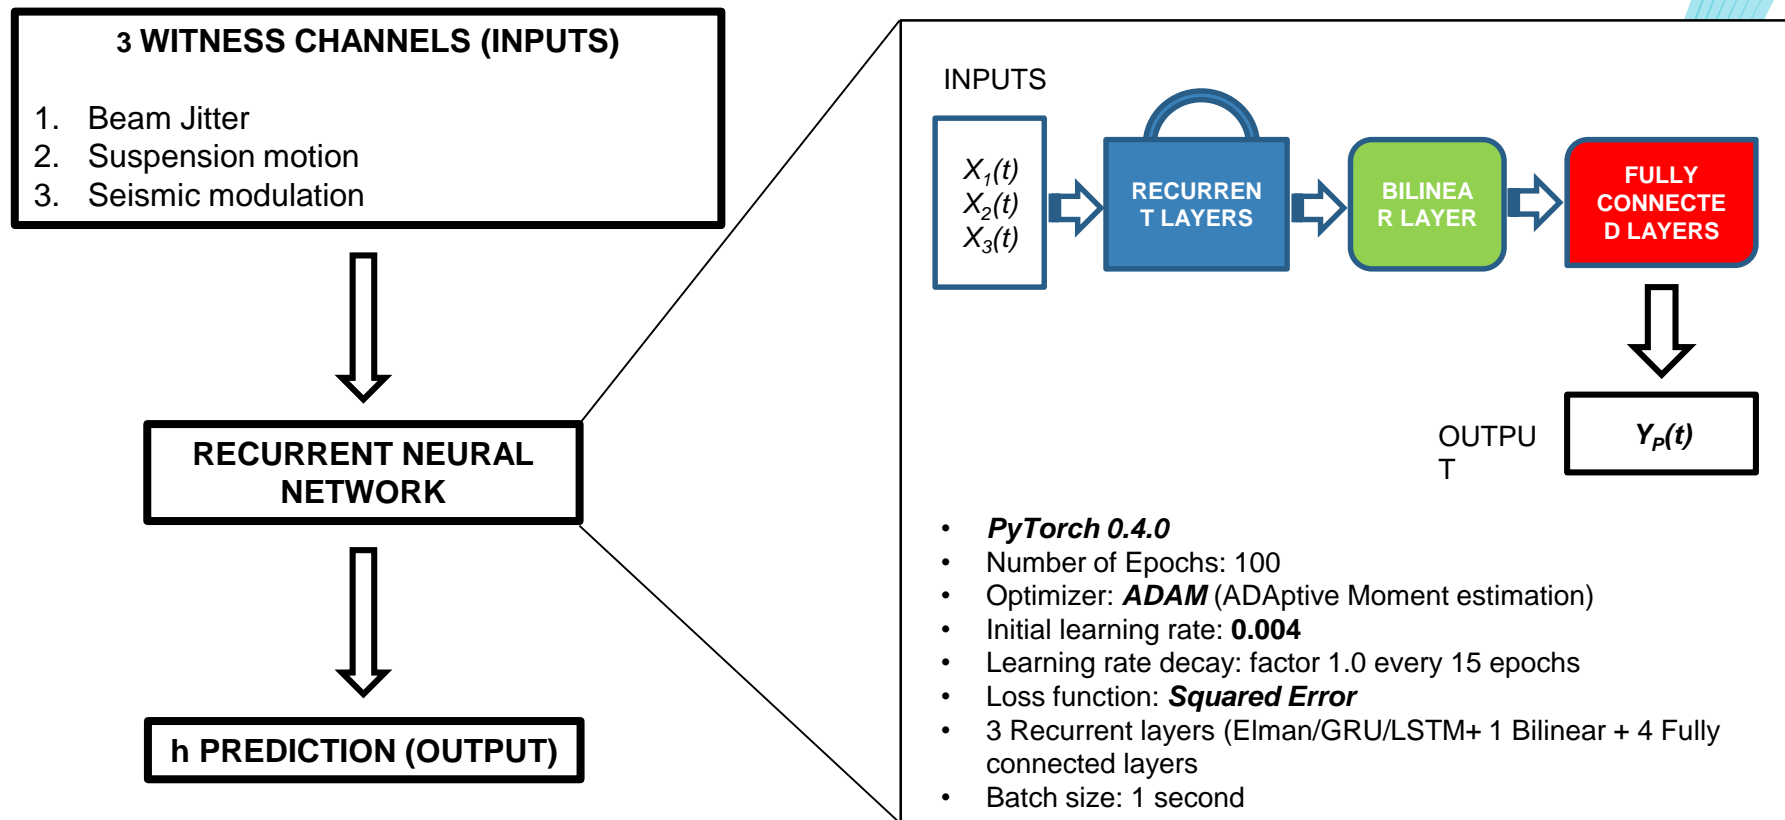 3 WITNESS CHANNELS (INPUTS)
1. Beam Jitter
2. Suspension motion
3. Seismic modulation
RECURRENT NEURAL
NETWORK
h PREDICTION (OUTPUT)
INPUTS
X1(t)
X2(t)
X3(t)
RECURREN
T LAYERS
BILINEA
R LAYER
FULLY
CONNECTE
D LAYERS
OUTPU
T
YP(t)
• PyTorch 0.4.0
• Number of Epochs: 100
• Optimizer: ADAM (ADAptive Moment estimation)
• Initial learning rate: 0.004
• Learning rate decay: factor 1.0 every 15 epochs
• Loss function: Squared Error
• 3 Recurrent layers (Elman/GRU/LSTM+ 1 Bilinear + 4 Fully
connected layers
• Batch size: 1 second